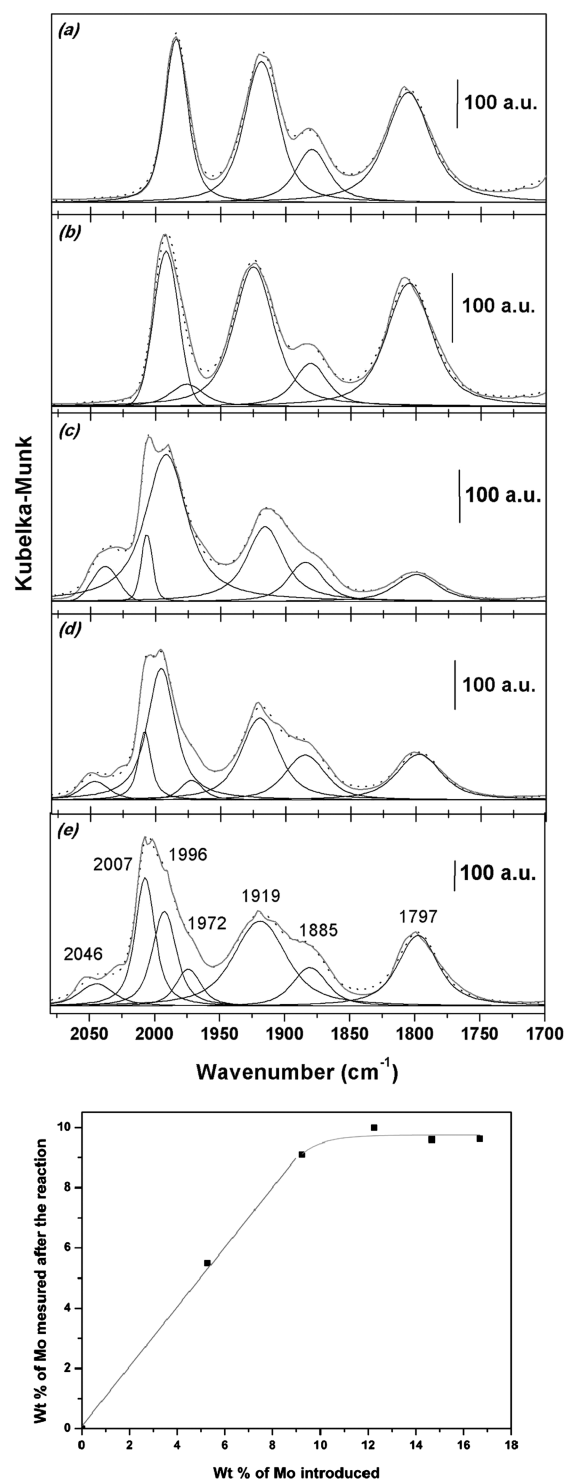 (a)
100 a.u.
(b)
100 a.u.
(c)
100 a.u.
(d)
100 a.u.
(e)
100 a.u.
2007
1996
1972
2046
1919
1885
1797
Kubelka-Munk
2050 2000 1950 1900 1850 1800 1750 1700
Wavenumber (cm-1)
10
8
6
4
2
0
Wt % of Mo mesured after the reaction
0 2 4 6 8 10 12 14 16 18
Wt % of Mo introduced